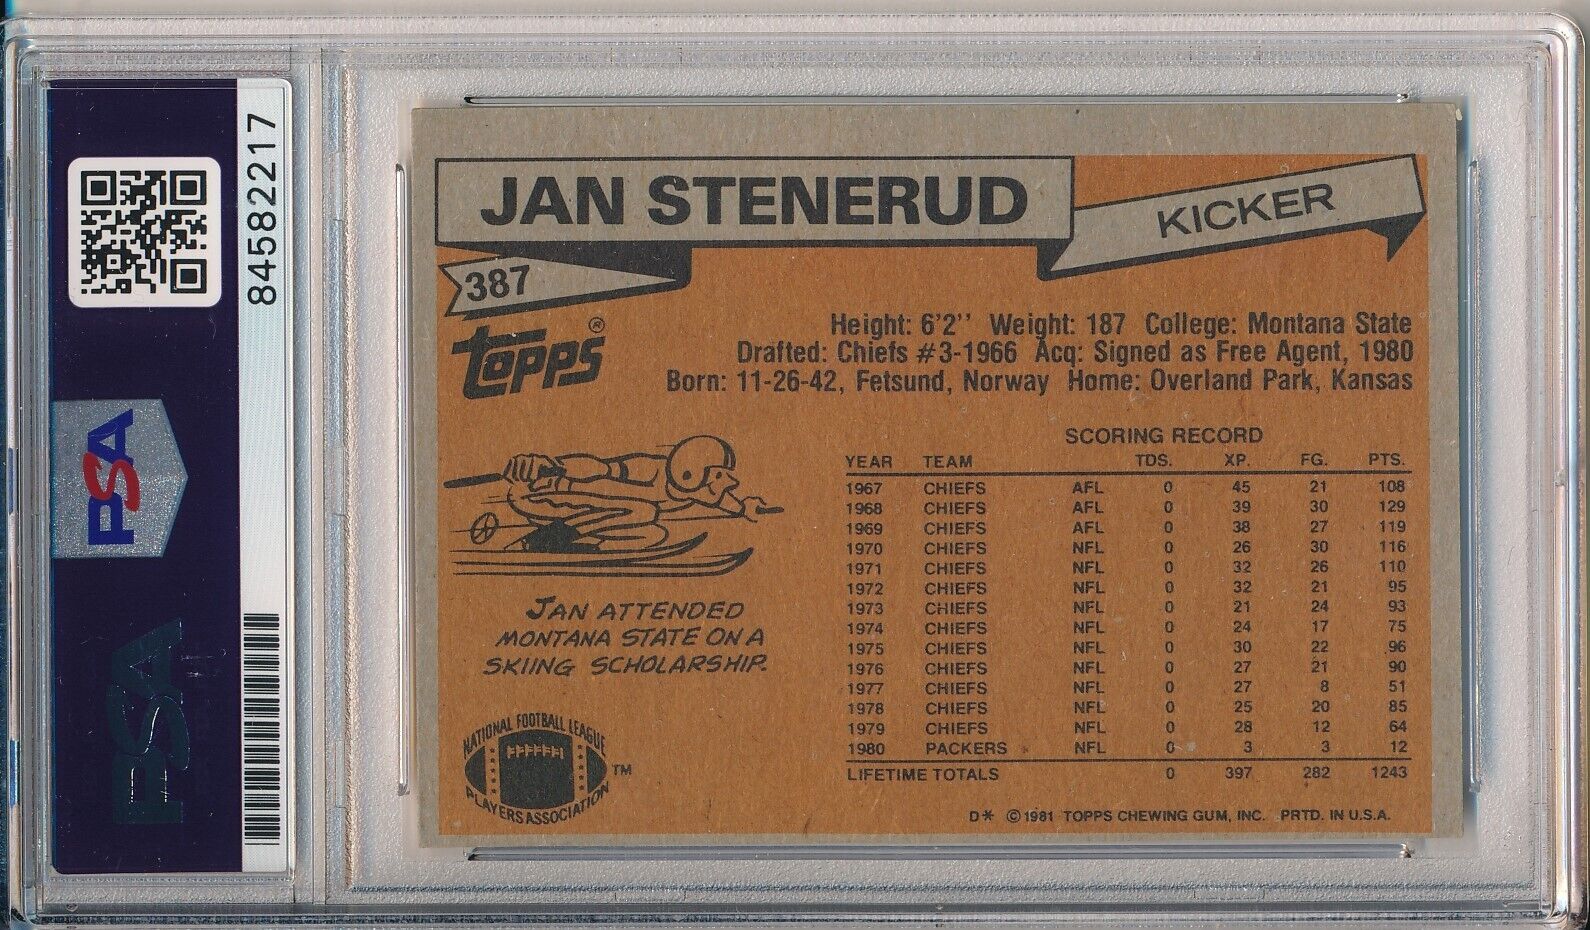 84582217
PSA
PSA
JAN STENERUD
KICKER
387
TOPPS®
Height: 6'2'' Weight: 187 College: Montana State
Drafted: Chiefs #3-1966 Acq: Signed as Free Agent, 1980
Born: 11-26-42, Fetsund, Norway Home: Overland Park, Kansas
JAN ATTENDED
MONTANA STATE ON A
SKIING SCHOLARSHIP.
SCORING RECORD
YEAR TEAM TDS. XP. FG. PTS.
1967 CHIEFS AFL 0 45 21 108
1968 CHIEFS AFL 0 39 30 129
1969 CHIEFS AFL 0 38 27 119
1970 CHIEFS NFL 0 26 30 116
1971 CHIEFS NFL 0 32 26 110
1972 CHIEFS NFL 0 32 21 95
1973 CHIEFS NFL 0 21 24 93
1974 CHIEFS NFL 0 24 17 75
1975 CHIEFS NFL 0 30 22 96
1976 CHIEFS NFL 0 27 21 90
1977 CHIEFS NFL 0 27 8 51
1978 CHIEFS NFL 0 25 20 85
1979 CHIEFS NFL 0 28 12 64
1980 PACKERS NFL 0 3 3 12
LIFETIME TOTALS 0 397 282 1243
NATIONAL FOOTBALL LEAGUE
PLAYERS ASSOCIATION
TM
D* © 1981 TOPPS CHEWING GUM, INC. PRTD. IN U.S.A.